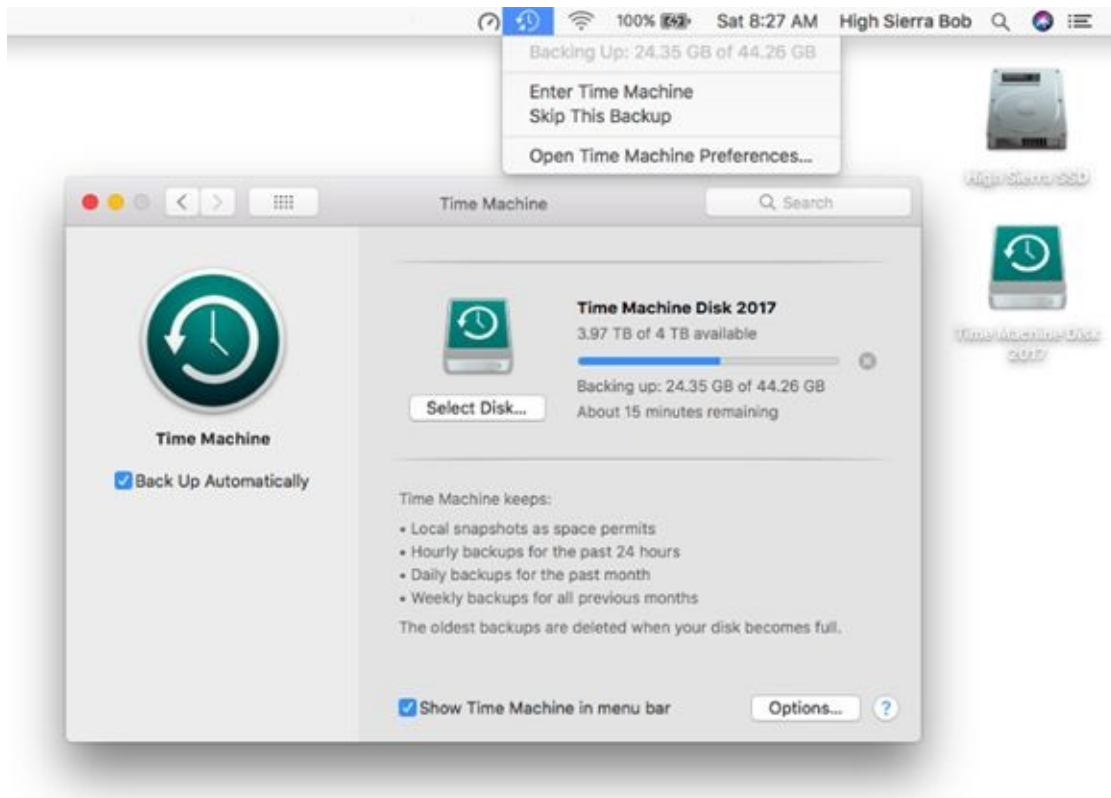 100% Sat 8:27 AM High Sierra Bob
Backing Up: 24.35 GB of 44.26 GB
Enter Time Machine
Skip This Backup
Open Time Machine Preferences...
High Sierra SSD
Time Machine Disk
2017
Time Machine
Search
Time Machine
Back Up Automatically
Select Disk...
Time Machine Disk 2017
3.97 TB of 4 TB available
Backing up: 24.35 GB of 44.26 GB
About 15 minutes remaining
Time Machine keeps:
• Local snapshots as space permits
• Hourly backups for the past 24 hours
• Daily backups for the past month
• Weekly backups for all previous months
The oldest backups are deleted when your disk becomes full.
Show Time Machine in menu bar
Options...
?